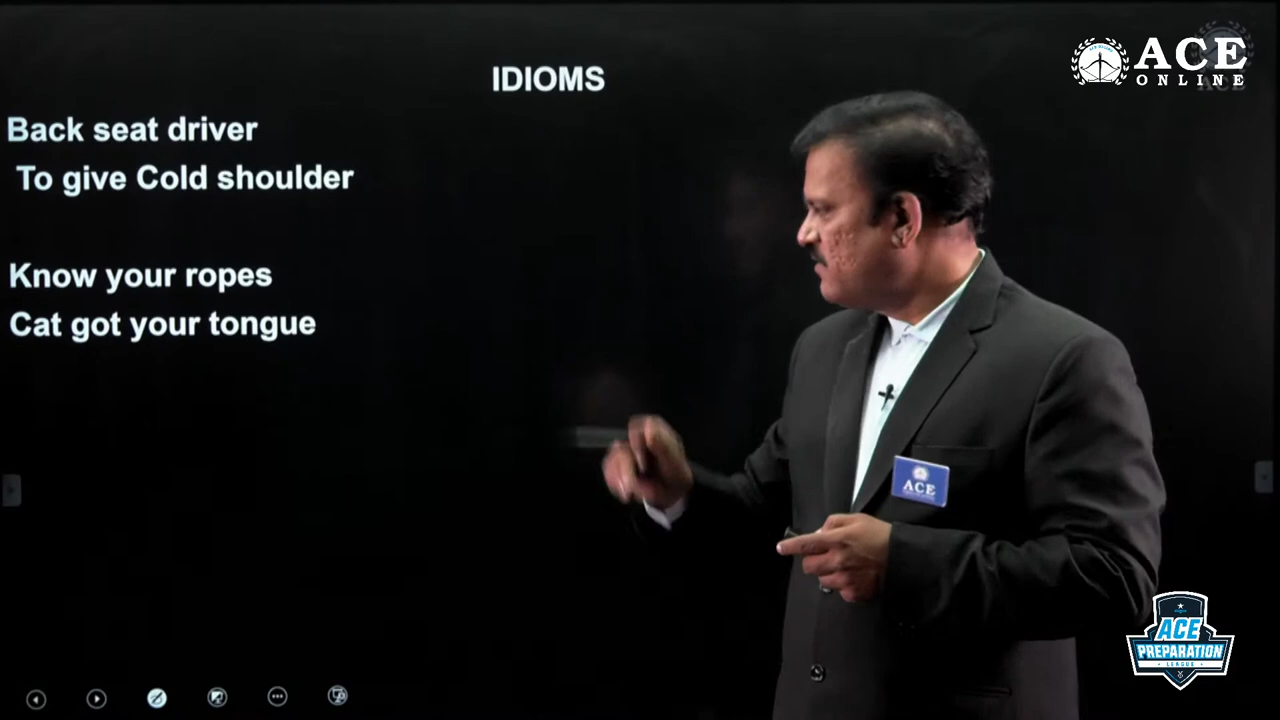 IDIOMS
Back seat driver
To give Cold shoulder
Know your ropes
Cat got your tongue
ACE
ONLINE
ACE
ACE
PREPARATION
LEAGUE